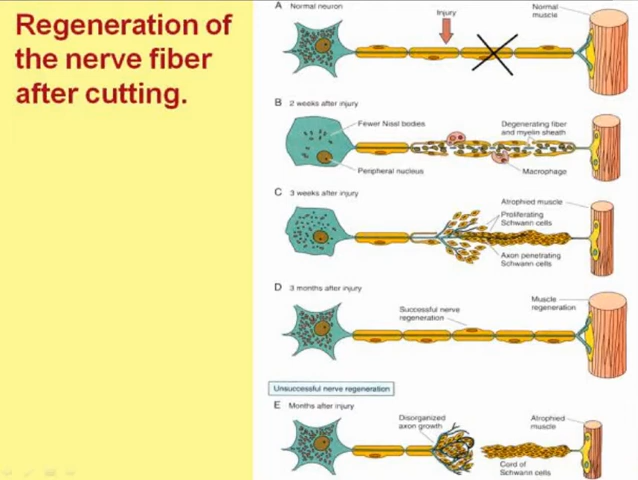 Regeneration of
the nerve fiber
after cutting.
A Normal neuron
Injury
Normal
muscle
B 2 weeks after injury
Fewer Nissl bodies
Degenerating fiber
and myelin sheath
Peripheral nucleus
Macrophage
C 3 weeks after injury
Atrophied muscle
Proliferating
Schwann cells
Axon penetrating
Schwann cells
D 3 months after injury
Muscle
regeneration
Successful nerve
regeneration
Unsuccessful nerve regeneration
E Months after injury
Disorganized
axon growth
Atrophied
muscle
Cord of
Schwann cells